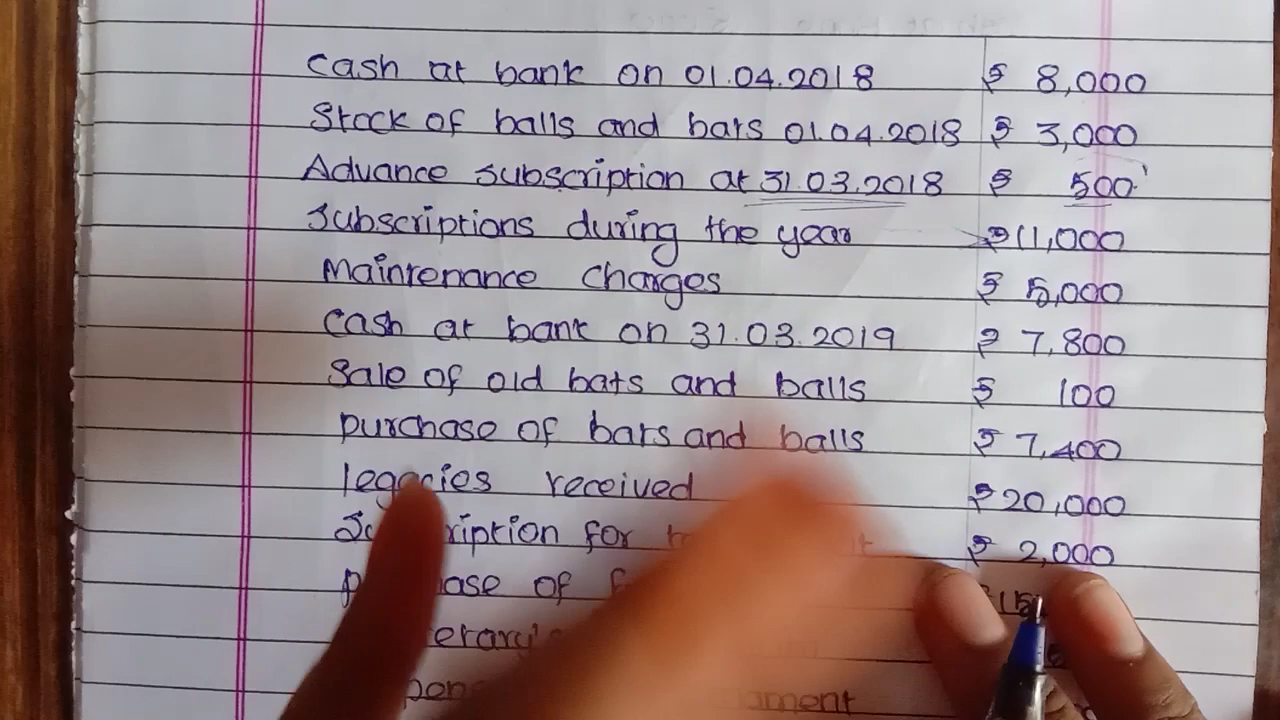 Cash at bank on 01.04.2018 ₹ 8,000
Stock of balls and bats 01.04.2018 ₹ 3,000
Advance subscription at 31.03.2018 ₹ 500
Subscriptions during the year ₹ 11,000
Maintenance charges ₹ 5,000
Cash at bank on 31.03.2019 ₹ 7,800
Sale of old bats and balls ₹ 100
purchase of bats and balls ₹ 7,400
legacies received ₹ 20,000
for ₹ 2,000
of